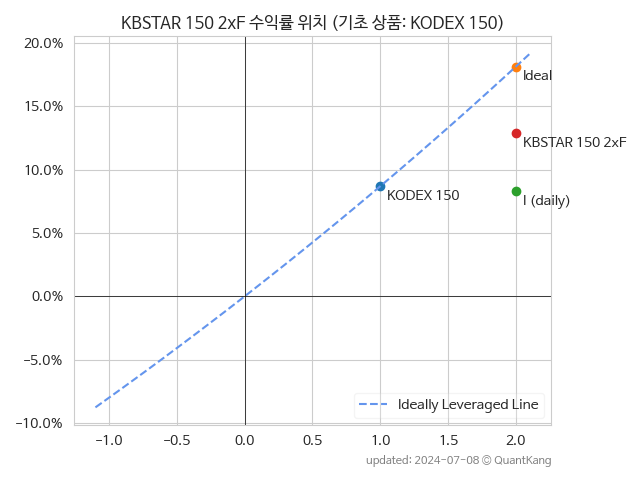 KBSTAR 150 2xF 수익률 위치 (기초 상품: KODEX 150)
20.0%
Ideal
15.0%
KBSTAR 150 2xF
10.0%
KODEX 150
I (daily)
5.0%
0.0%
-5.0%
Ideally Leveraged Line
-10.0%
-1.0 -0.5 0.0 0.5 1.0 1.5 2.0
updated: 2024-07-08 © QuantKang